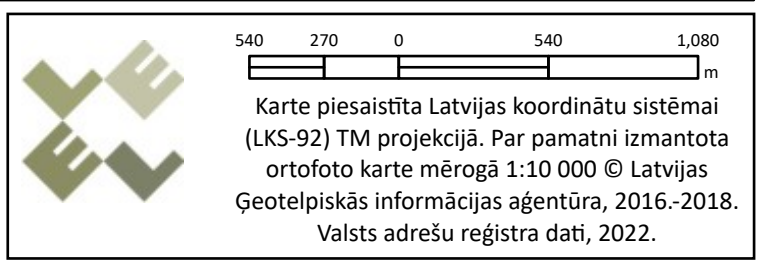 540 270 0 540 1,080
m
Karte piesaistīta Latvijas koordinātu sistēmai
(LKS-92) TM projekcijā. Par pamatni izmantota
ortofoto karte mērogā 1:10 000 © Latvijas
Ģeotelpiskās informācijas aģentūra, 2016.-2018.
Valsts adrešu reģistra dati, 2022.